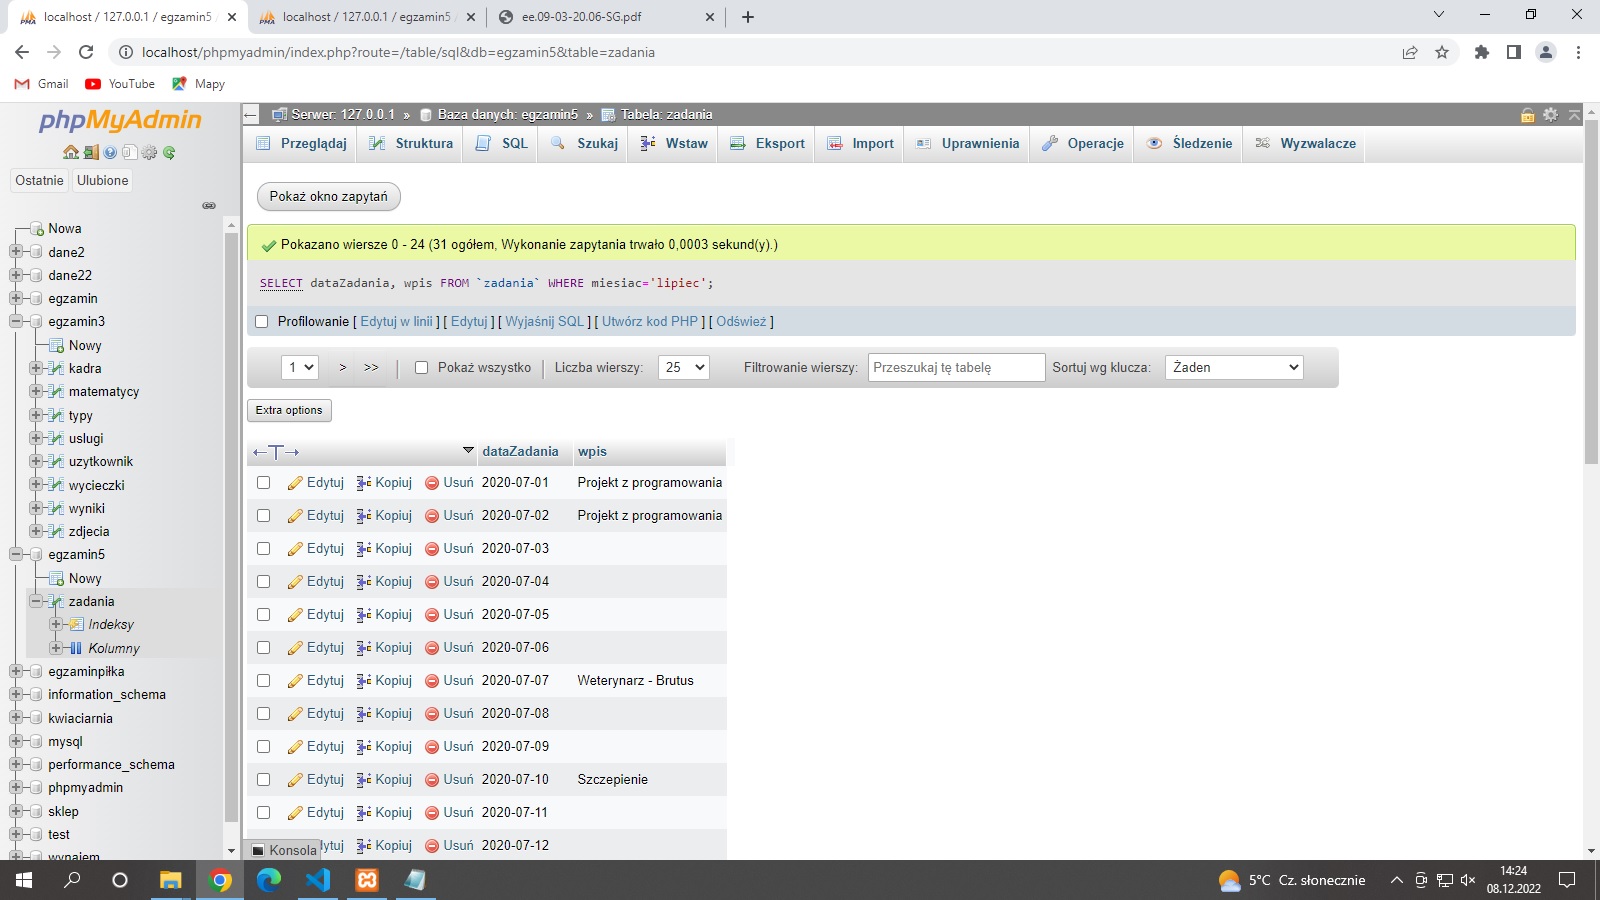 localhost / 127.0.0.1 / egzamin5
localhost / 127.0.0.1 / egzamin5
ee.09-03-20.06-SG.pdf
localhost/phpmyadmin/index.php?route=/table/sql&db=egzamin5&table=zadania
Gmail YouTube Mapy
phpMyAdmin
Ostatnie Ulubione
Nowa
dane2
dane22
egzamin
egzamin3
Nowy
kadra
matematycy
typy
uslugi
uzytkownik
wycieczki
wyniki
zdjecia
egzamin5
Nowy
zadania
Indeksy
Kolumny
egzaminpiłka
information_schema
kwiaciarnia
mysql
performance_schema
phpmyadmin
sklep
test
wynajem
Serwer: 127.0.0.1 » Baza danych: egzamin5 » Tabela: zadania
Przeglądaj Struktura SQL Szukaj Wstaw Eksport Import Uprawnienia Operacje Śledzenie Wyzwalacze
Pokaż okno zapytań
Pokazano wiersze 0 - 24 (31 ogółem, Wykonanie zapytania trwało 0,0003 sekund(y).)
SELECT dataZadania, wpis FROM `zadania` WHERE miesiac='lipiec';
Profilowanie [ Edytuj w linii ] [ Edytuj ] [ Wyjaśnij SQL ] [ Utwórz kod PHP ] [ Odśwież ]
1 > >> | Pokaż wszystko | Liczba wierszy: 25 Filtrowanie wierszy: Przeszukaj tę tabelę Sortuj wg klucza: Żaden
Extra options
←T→ dataZadania wpis
Edytuj Kopiuj Usuń 2020-07-01 Projekt z programowania
Edytuj Kopiuj Usuń 2020-07-02 Projekt z programowania
Edytuj Kopiuj Usuń 2020-07-03
Edytuj Kopiuj Usuń 2020-07-04
Edytuj Kopiuj Usuń 2020-07-05
Edytuj Kopiuj Usuń 2020-07-06
Edytuj Kopiuj Usuń 2020-07-07 Weterynarz - Brutus
Edytuj Kopiuj Usuń 2020-07-08
Edytuj Kopiuj Usuń 2020-07-09
Edytuj Kopiuj Usuń 2020-07-10 Szczepienie
Edytuj Kopiuj Usuń 2020-07-11
ytuj Kopiuj Usuń 2020-07-12
Konsola
5°C Cz. słonecznie
14:24
08.12.2022